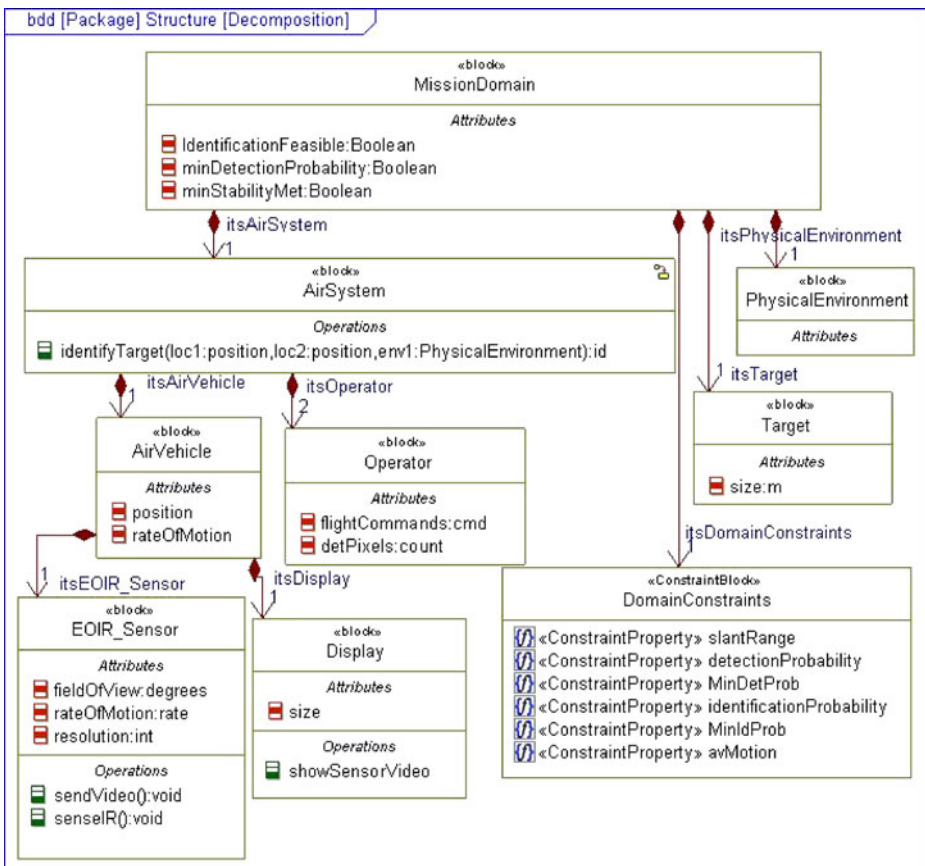 bdd [Package] Structure [Decomposition]
«block»
MissionDomain
Attributes
IdentificationFeasible:Boolean
minDetectionProbability:Boolean
minStabilityMet:Boolean
itsAirSystem
1
itsPhysicalEnvironment
1
«block»
AirSystem
Operations
identifyTarget(loc1:position,loc2:position,env1:PhysicalEnvironment):id
«block»
PhysicalEnvironment
Attributes
itsAirVehicle
1
itsOperator
2
1
itsTarget
«block»
AirVehicle
Attributes
position
rateOfMotion
«block»
Operator
Attributes
flightCommands:cmd
detPixels:count
«block»
Target
Attributes
size:m
itsDomainConstraints
1
1
itsEOIR_Sensor
itsDisplay
1
«block»
EOIR_Sensor
Attributes
fieldOfView:degrees
rateOfMotion:rate
resolution:int
Operations
sendVideo():void
senseIR():void
«block»
Display
Attributes
size
Operations
showSensorVideo
«ConstraintBlock»
DomainConstraints
«ConstraintProperty» slantRange
«ConstraintProperty» detectionProbability
«ConstraintProperty» MinDetProb
«ConstraintProperty» identificationProbability
«ConstraintProperty» MinIdProb
«ConstraintProperty» avMotion